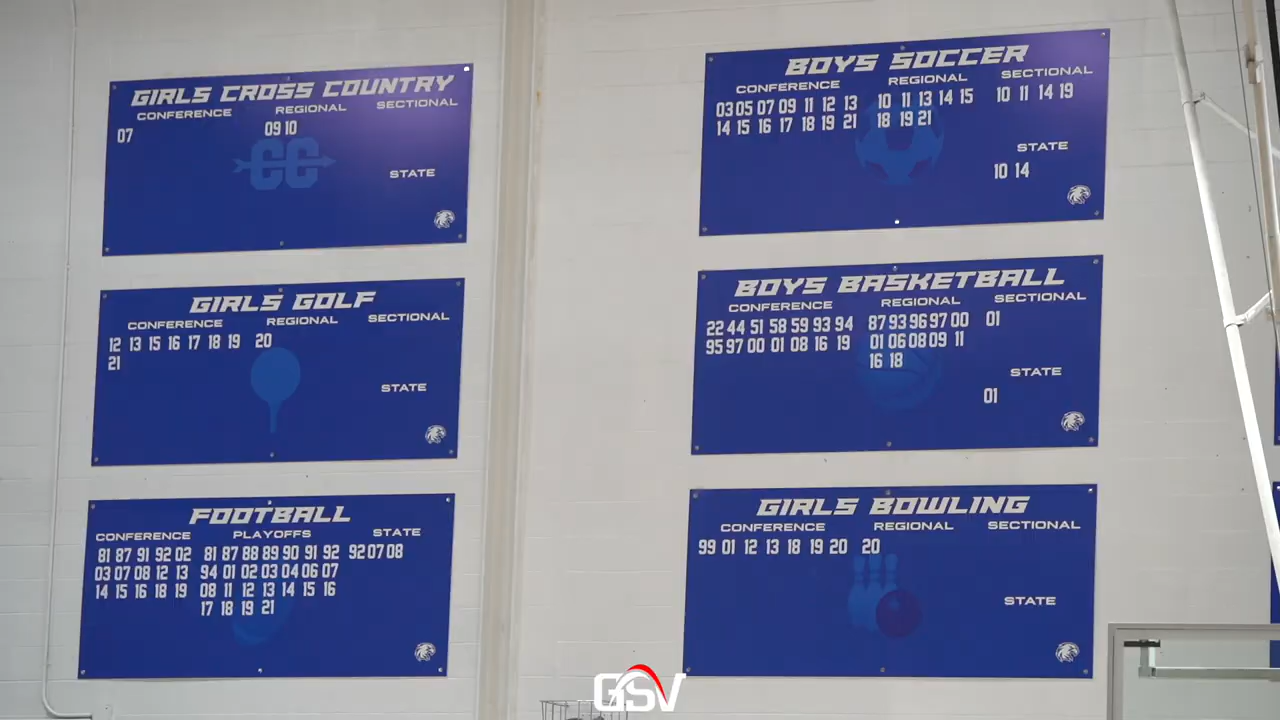 GIRLS CROSS COUNTRY
CONFERENCE REGIONAL SECTIONAL
07 09 10
CC
STATE
GIRLS GOLF
CONFERENCE REGIONAL SECTIONAL
12 13 15 16 17 18 19 20
21
STATE
FOOTBALL
CONFERENCE PLAYOFFS STATE
81 87 91 92 02 81 87 88 89 90 91 92 92 07 08
03 07 08 12 13 94 01 02 03 04 06 07
14 15 16 18 19 08 11 12 13 14 15 16
17 18 19 21
BOYS SOCCER
CONFERENCE REGIONAL SECTIONAL
03 05 07 09 11 12 13 10 11 13 14 15 10 11 14 19
14 15 16 17 18 19 21 18 19 21
STATE
10 14
BOYS BASKETBALL
CONFERENCE REGIONAL SECTIONAL
22 44 51 58 59 93 94 87 93 96 97 00 01
95 97 00 01 08 16 19 01 06 08 09 11
16 18
STATE
01
GIRLS BOWLING
CONFERENCE REGIONAL SECTIONAL
99 01 12 13 18 19 20 20
STATE
GSV